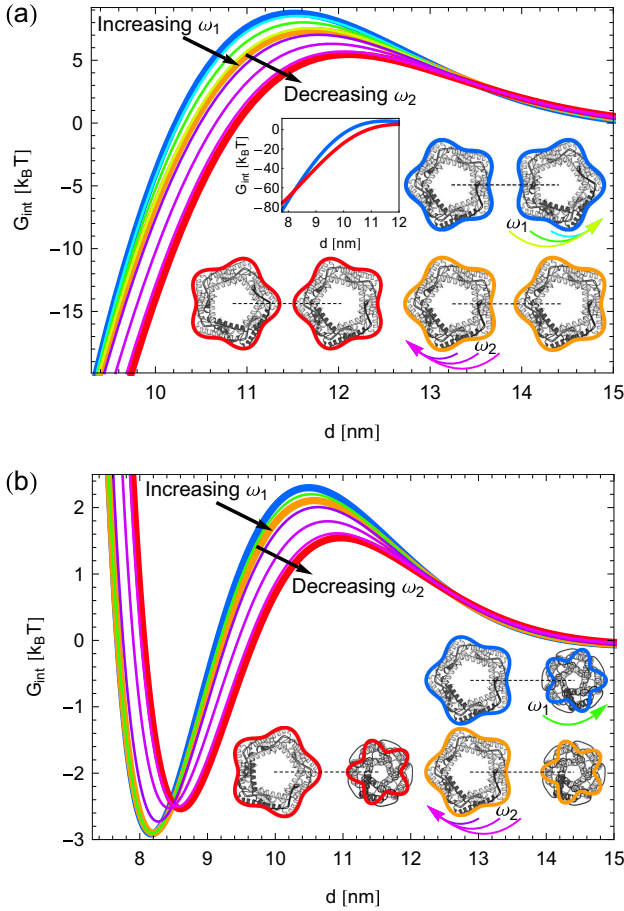 (a)
Increasing ω1
Decreasing ω2
5
0
−5
−10
−15
Gint [kBT]
0
−20
−40
−60
−80
Gint [kBT]
8
9
10
11
12
d [nm]
ω1
ω2
10
11
12
13
14
15
d [nm]
(b)
Increasing ω1
Decreasing ω2
2
1
0
−1
−2
−3
Gint [kBT]
ω1
ω2
8
9
10
11
12
13
14
15
d [nm]